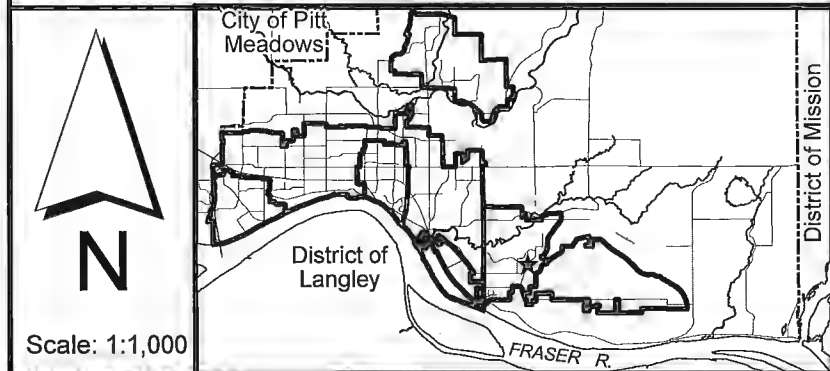 N
Scale: 1:1,000
City of Pitt
Meadows
District of
Langley
FRASER R.
District of Mission